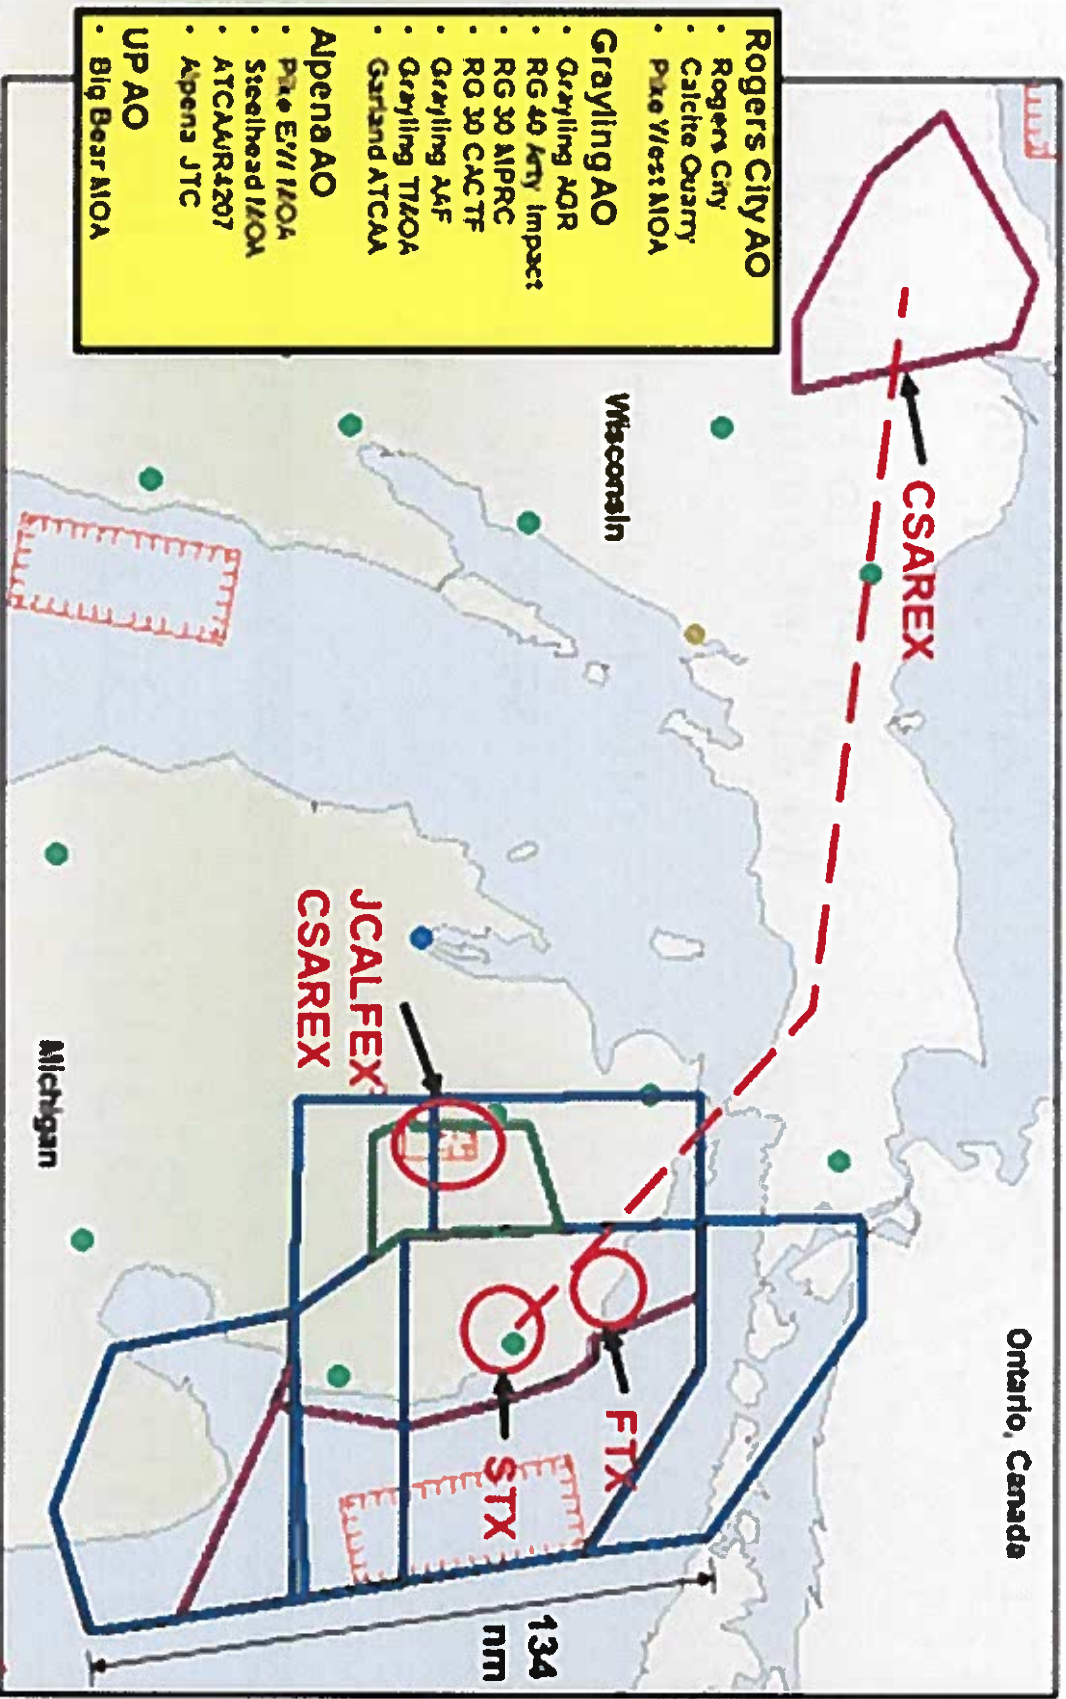 Rogers City AO
• Rogers City
• Calcite Quarry
• Pike West MOA
Grayling AO
• Grayling AGR
• RG 40 Arty Impact
• RG 30 MPRC
• RG 30 CACTF
• Grayling AAF
• Grayling TMOA
• Garland ATCAA
Alpena AO
• Pike E/W MOA
• Steelhead MOA
• ATCAA/R4207
• Alpena JTC
UP AO
• Big Bear MOA
CSAREX
Wisconsin
Ontario, Canada
JCALFEX
CSAREX
FTX
STX
Michigan
134
nm